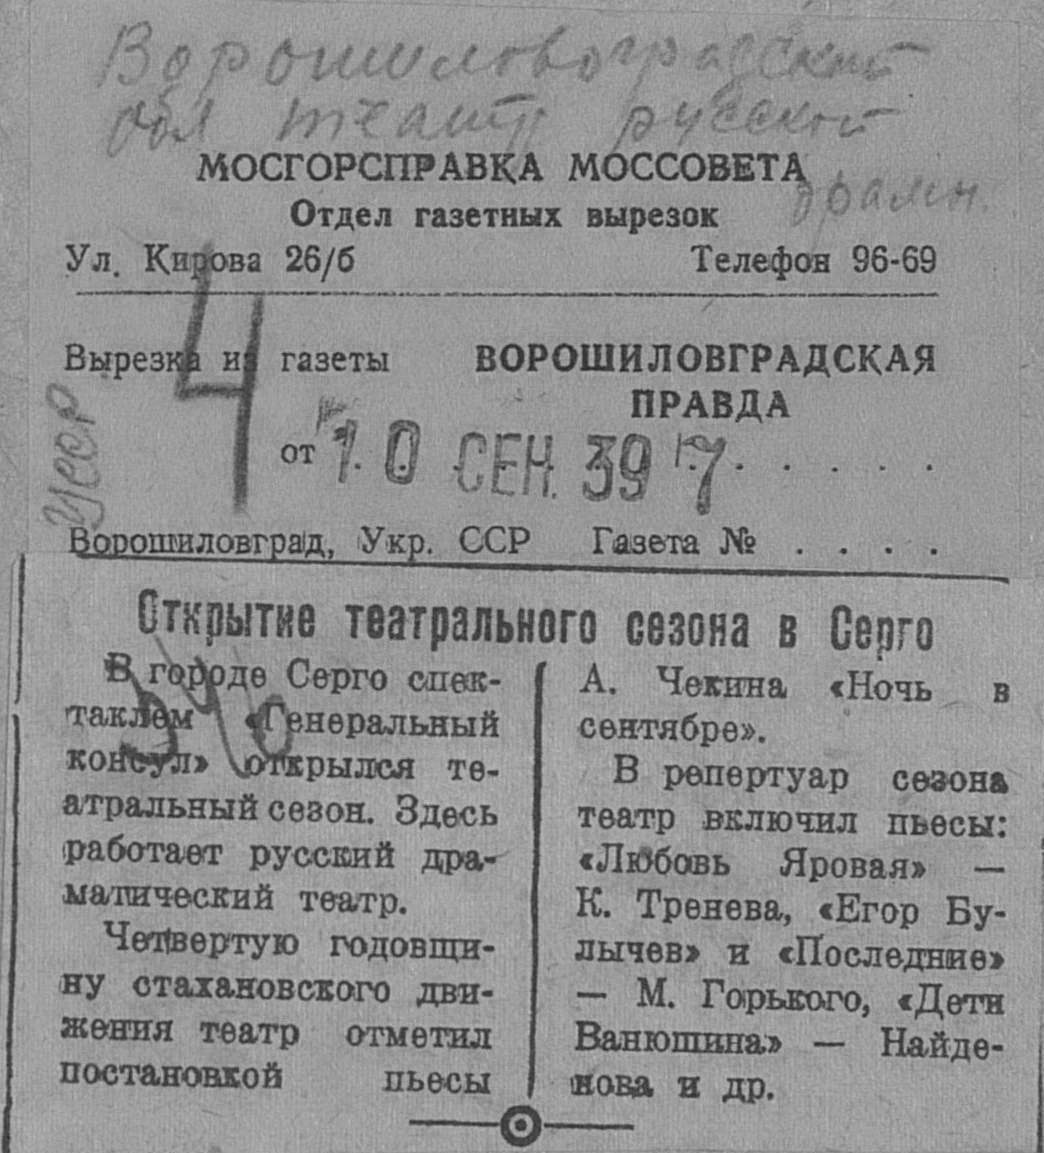 Ворошиловоградский
обл театр русской
драмы.
МОСГОРСПРАВКА МОССОВЕТА
Отдел газетных вырезок
Ул. Кирова 26/б Телефон 96-69
4
Вырезка из газеты ВОРОШИЛОВГРАДСКАЯ
ПРАВДА
от 10 СЕН. 39 7 . . . . .
УССР
Ворошиловград, Укр. ССР Газета № . . . .
Открытие театрального сезона в Серго
В городе Серго спек-
таклем «Генеральный
консул» открылся те-
атральный сезон. Здесь
работает русский дра-
матический театр.
Четвертую годовщи-
ну стахановского дви-
жения театр отметил
постановкой пьесы
А. Чекина «Ночь в
сентябре».
В репертуар сезона
театр включил пьесы:
«Любовь Яровая» —
К. Тренева, «Егор Бу-
лычев» и «Последние»
— М. Горького, «Дети
Ванюшина» — Найде-
нова и др.